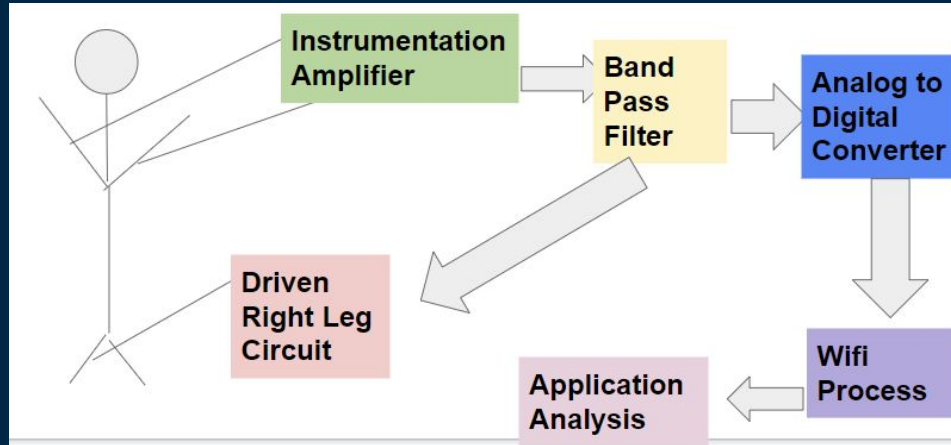 Instrumentation
Amplifier
Band
Pass
Filter
Analog to
Digital
Converter
Driven
Right Leg
Circuit
Wifi
Process
Application
Analysis